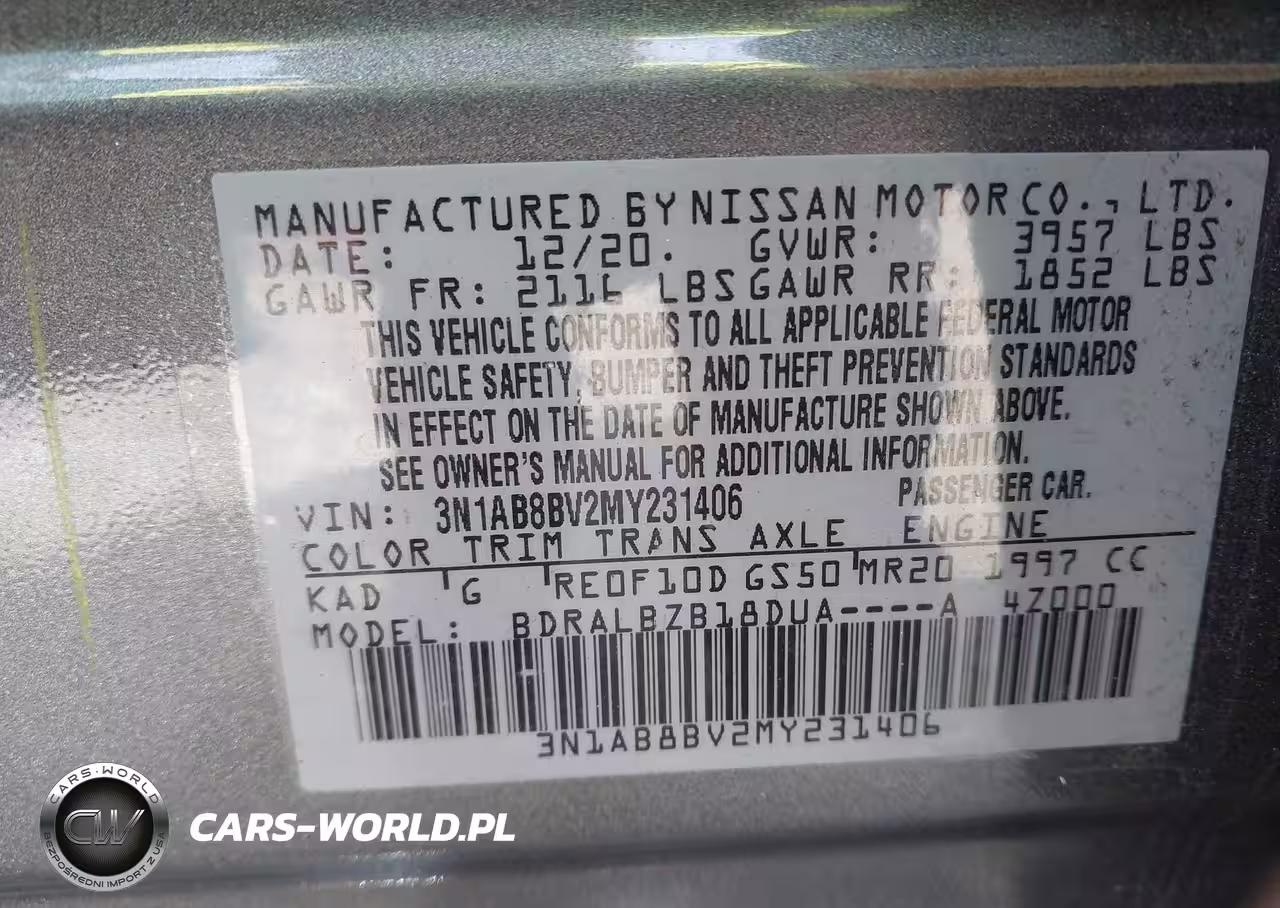 MANUFACTURED BY NISSAN MOTOR CO., LTD.
DATE: 12/20. GVWR: 3957 LBS
GAWR FR: 2116 LBS GAWR RR: 1852 LBS
THIS VEHICLE CONFORMS TO ALL APPLICABLE FEDERAL MOTOR
VEHICLE SAFETY, BUMPER AND THEFT PREVENTION STANDARDS
IN EFFECT ON THE DATE OF MANUFACTURE SHOWN ABOVE.
SEE OWNER'S MANUAL FOR ADDITIONAL INFORMATION.
VIN: 3N1AB8BV2MY231406 PASSENGER CAR.
COLOR TRIM TRANS AXLE ENGINE
KAD G RE0F10D GS50 MR20 1997 CC
MODEL: BDRALBZB18DUA----A 4Z000
3N1AB8BV2MY231406
CARS-WORLD
CW
BEZPOŚREDNI IMPORT Z USA
CARS-WORLD.PL